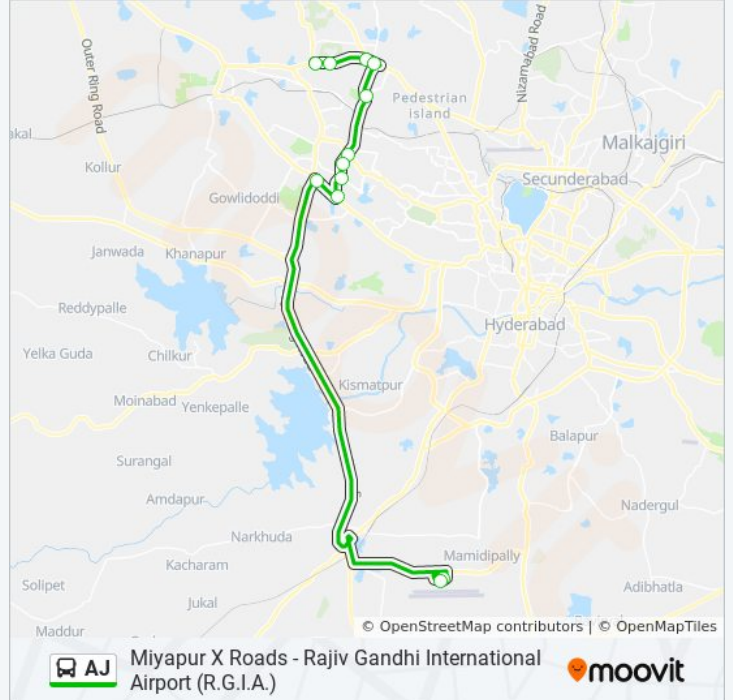 Outer Ring Road
Nizamabad Road
Pedestrian
island
Malkajgiri
Kollur
Secunderabad
Gowlidoddi
Janwada
Khanapur
Reddypalle
Hyderabad
Yelka Guda
Chilkur
Kismatpur
Moinabad
Yenkepalle
Balapur
Surangal
Amdapur
Nadergul
Narkhuda
Mamidipally
Kacharam
Solipet
Adibhatla
Jukal
Maddur
© OpenStreetMap contributors | © OpenMapTiles
AJ
Miyapur X Roads - Rajiv Gandhi International
Airport (R.G.I.A.)
moovit